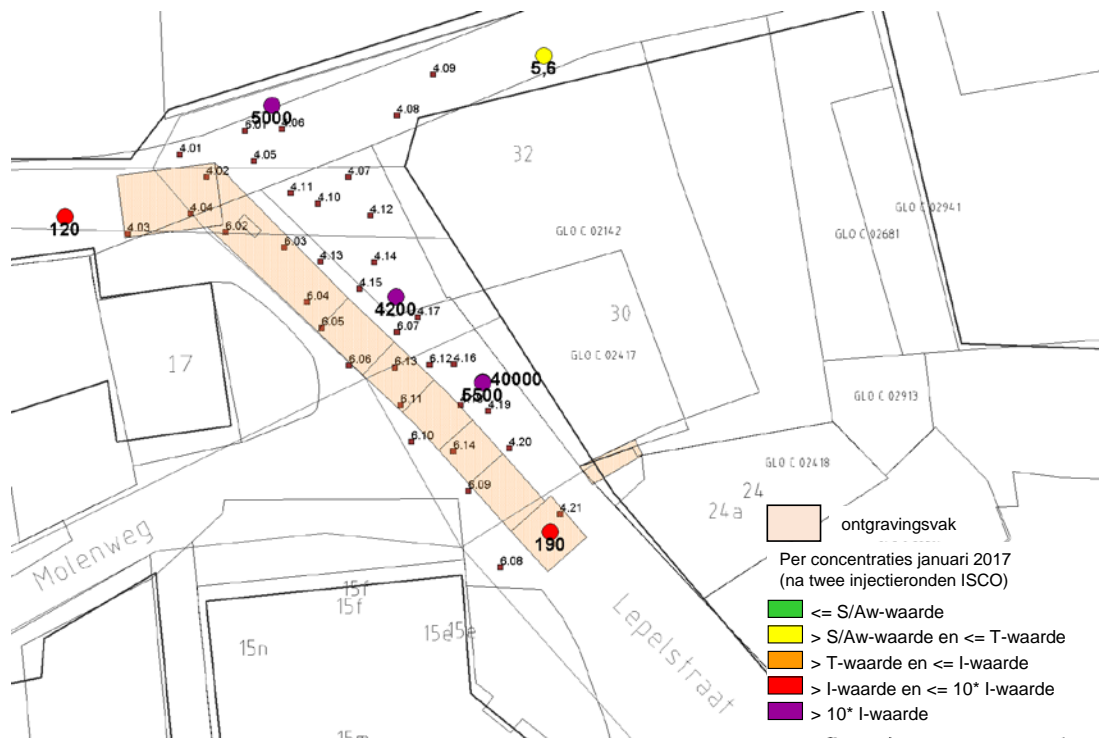 4.09
5,6
5000
6.01
4.06
4.08
4.01
4.05
32
4.02
4.07
4.11
4.10
GLO C 02941
4.04
4.12
120
4.03
6.02
GLO C 02142
GLO C 02681
6.03
4.13
4.14
4.15
6.04
4200
4.17
30
6.05
6.07
GLO C 02417
17
6.06
6.13
6.12
4.16
40000
5500
GLO C 02913
6.11
4.19
6.10
4.20
6.14
GLO C 02418
6.09
24
24a
4.21
Molenweg
190
6.08
ontgravingsvak
Per concentraties januari 2017
(na twee injectieronden ISCO)
15f
15f
<= S/Aw-waarde
15e
15e
Lepelstraat
> S/Aw-waarde en <= T-waarde
15n
> T-waarde en <= I-waarde
> I-waarde en <= 10* I-waarde
> 10* I-waarde